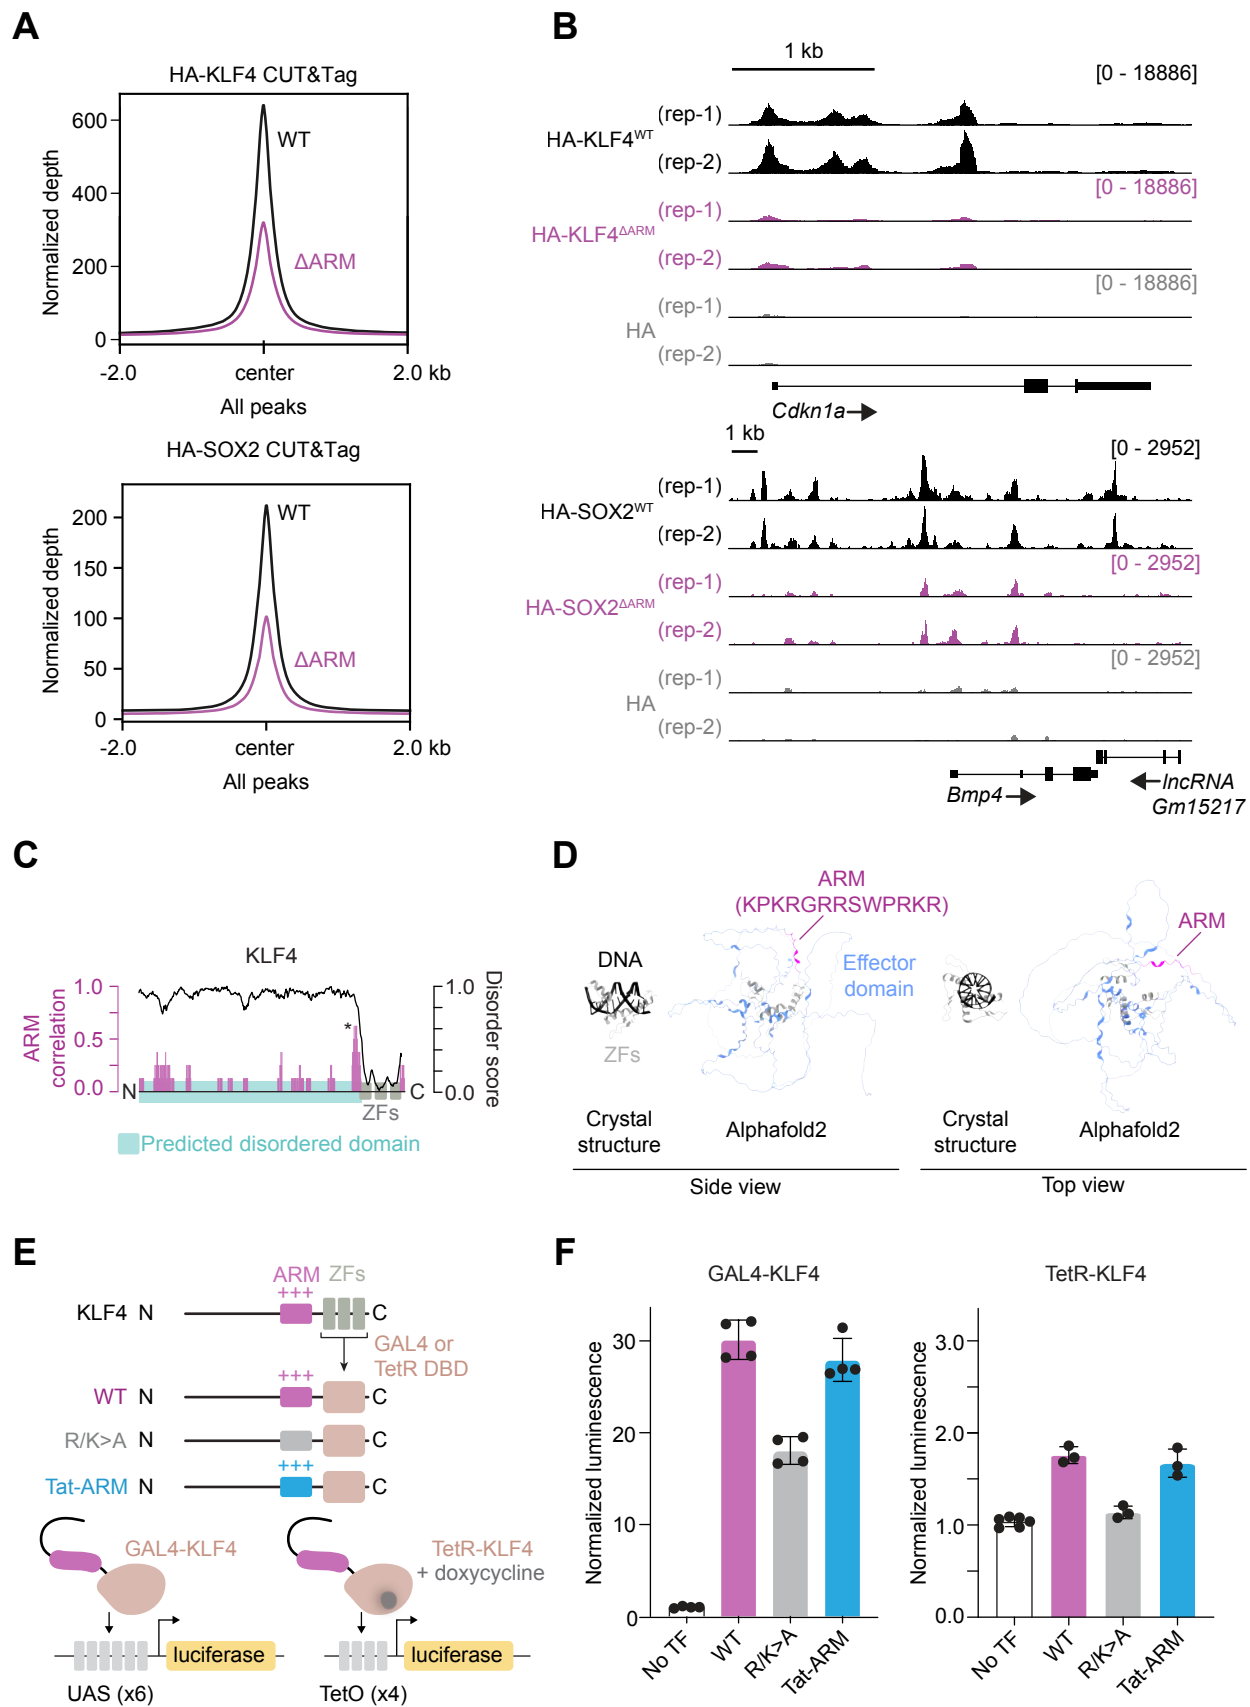 A
HA-KLF4 CUT&Tag
Normalized depth
600
400
200
0
WT
ΔARM
-2.0
center
2.0 kb
All peaks
HA-SOX2 CUT&Tag
Normalized depth
200
150
100
50
0
WT
ΔARM
-2.0
center
2.0 kb
All peaks
B
1 kb
[0 - 18886]
HA-KLF4WT
(rep-1)
(rep-2)
[0 - 18886]
HA-KLF4ΔARM
(rep-1)
(rep-2)
[0 - 18886]
HA
(rep-1)
(rep-2)
Cdkn1a
1 kb
[0 - 2952]
HA-SOX2WT
(rep-1)
(rep-2)
[0 - 2952]
HA-SOX2ΔARM
(rep-1)
(rep-2)
[0 - 2952]
HA
(rep-1)
(rep-2)
Bmp4
lncRNA
Gm15217
C
KLF4
ARM
correlation
1.0
0.5
0.0
*
1.0
0.0
Disorder score
N
C
ZFs
Predicted disordered domain
D
ARM
(KPKRGRRSWPRKR)
DNA
ZFs
Effector
domain
ARM
Crystal
structure
Alphafold2
Crystal
structure
Alphafold2
Side view
Top view
E
ARM ZFs
+++
KLF4 N
C
GAL4 or
TetR DBD
+++
WT N
C
R/K>A N
C
+++
Tat-ARM N
C
GAL4-KLF4
TetR-KLF4
+ doxycycline
luciferase
luciferase
UAS (x6)
TetO (x4)
F
GAL4-KLF4
Normalized luminescence
30
20
10
0
No TF
WT
R/K>A
Tat-ARM
TetR-KLF4
Normalized luminescence
3.0
2.0
1.0
0.0
No TF
WT
R/K>A
Tat-ARM